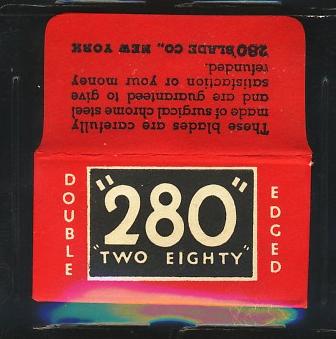 These blades are carefully
made of surgical chrome steel
and are guaranteed to give
satisfaction or your money
refunded.
280 BLADE CO., NEW YORK
DOUBLE
"280"
"TWO EIGHTY"
EDGED